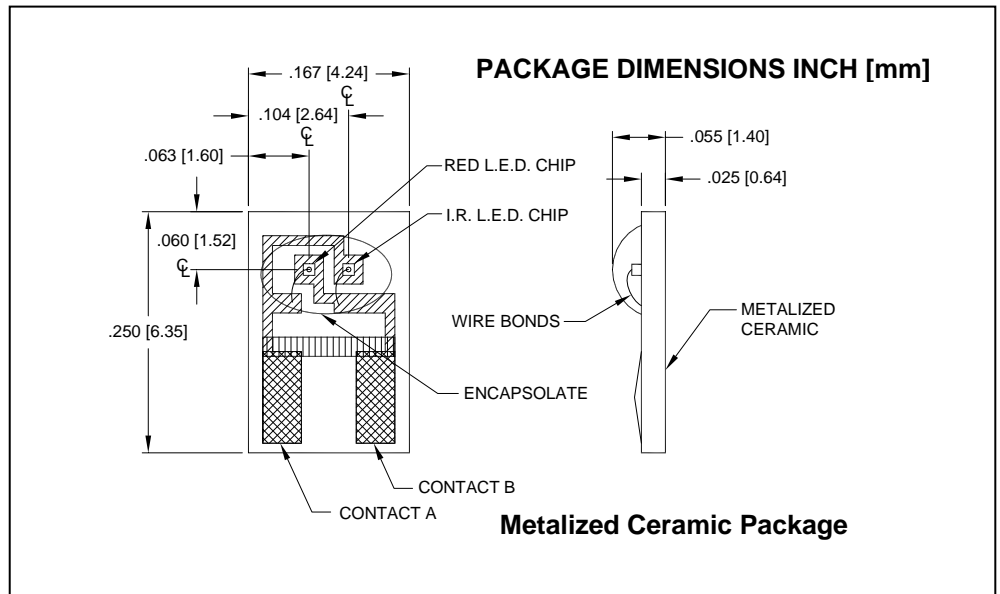 PACKAGE DIMENSIONS INCH [mm]
.167 [4.24]
℄
.104 [2.64]
℄
.063 [1.60]
RED L.E.D. CHIP
I.R. L.E.D. CHIP
.060 [1.52]
℄
.250 [6.35]
.055 [1.40]
.025 [0.64]
WIRE BONDS
METALIZED
CERAMIC
ENCAPSOLATE
CONTACT B
CONTACT A
Metalized Ceramic Package